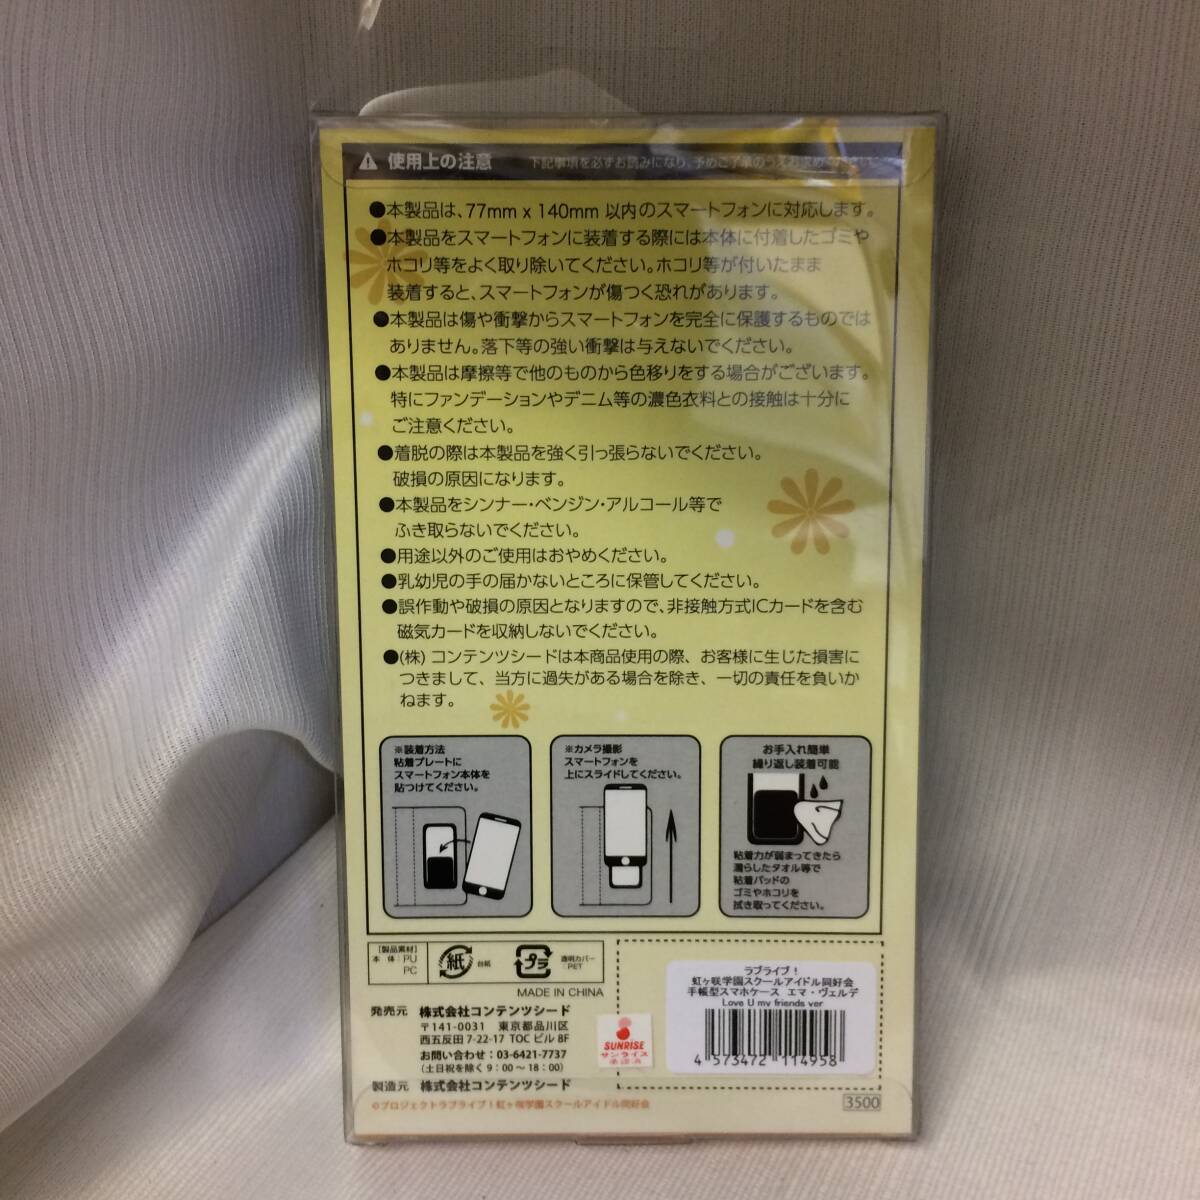 使用上の注意 下記事項を必ずお読みになり、予めご了承のうえお求めください。
●本製品は、77mm x 140mm 以内のスマートフォンに対応します。
●本製品をスマートフォンに装着する際には本体に付着したゴミや
ホコリ等をよく取り除いてください。ホコリ等が付いたまま
装着すると、スマートフォンが傷つく恐れがあります。
●本製品は傷や衝撃からスマートフォンを完全に保護するものでは
ありません。落下等の強い衝撃は与えないでください。
●本製品は摩擦等で他のものから色移りをする場合がございます。
特にファンデーションやデニム等の濃色衣料との接触は十分に
ご注意ください。
●着脱の際は本製品を強く引っ張らないでください。
破損の原因になります。
●本製品をシンナー・ベンジン・アルコール等で
ふき取らないでください。
●用途以外のご使用はおやめください。
●乳幼児の手の届かないところに保管してください。
●誤作動や破損の原因となりますので、非接触方式ICカードを含む
磁気カードを収納しないでください。
●(株) コンテンツシードは本商品使用の際、お客様に生じた損害に
つきまして、当方に過失がある場合を除き、一切の責任を負いか
ねます。
※装着方法
粘着プレートに
スマートフォン本体を
貼つけてください。
※カメラ撮影
スマートフォンを
上にスライドしてください。
お手入れ簡単
繰り返し装着可能
粘着力が弱まってきたら
濡らしたタオル等で
粘着パッドの
ゴミやホコリを
拭き取ってください。
[製品素材]
本体：PU
PC
紙 台紙
プラ 透明カバー：PET
MADE IN CHINA
発売元 株式会社コンテンツシード
〒141-0031 東京都品川区
西五反田 7-22-17 TOC ビル 8F
お問い合わせ：03-6421-7737
（土日祝を除く 9：00 〜 18：00）
製造元 株式会社コンテンツシード
©プロジェクトラブライブ！虹ヶ咲学園スクールアイドル同好会
SUNRISE
サンライズ
承認済
ラブライブ！
虹ヶ咲学園スクールアイドル同好会
手帳型スマホケース エマ・ヴェルデ
Love U my friends ver
4 573472 114958
3500